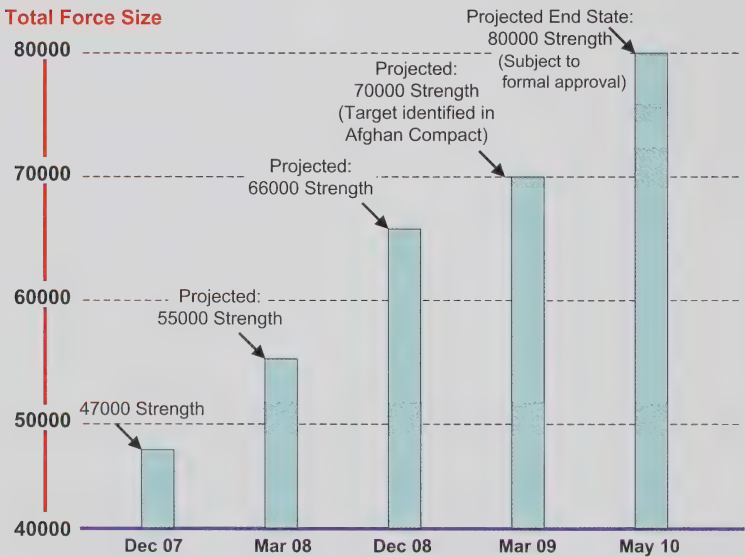 Total Force Size
80000
70000
60000
50000
40000
47000 Strength
Projected:
55000 Strength
Projected:
66000 Strength
Projected:
70000 Strength
(Target identified in
Afghan Compact)
Projected End State:
80000 Strength
(Subject to
formal approval)
Dec 07
Mar 08
Dec 08
Mar 09
May 10